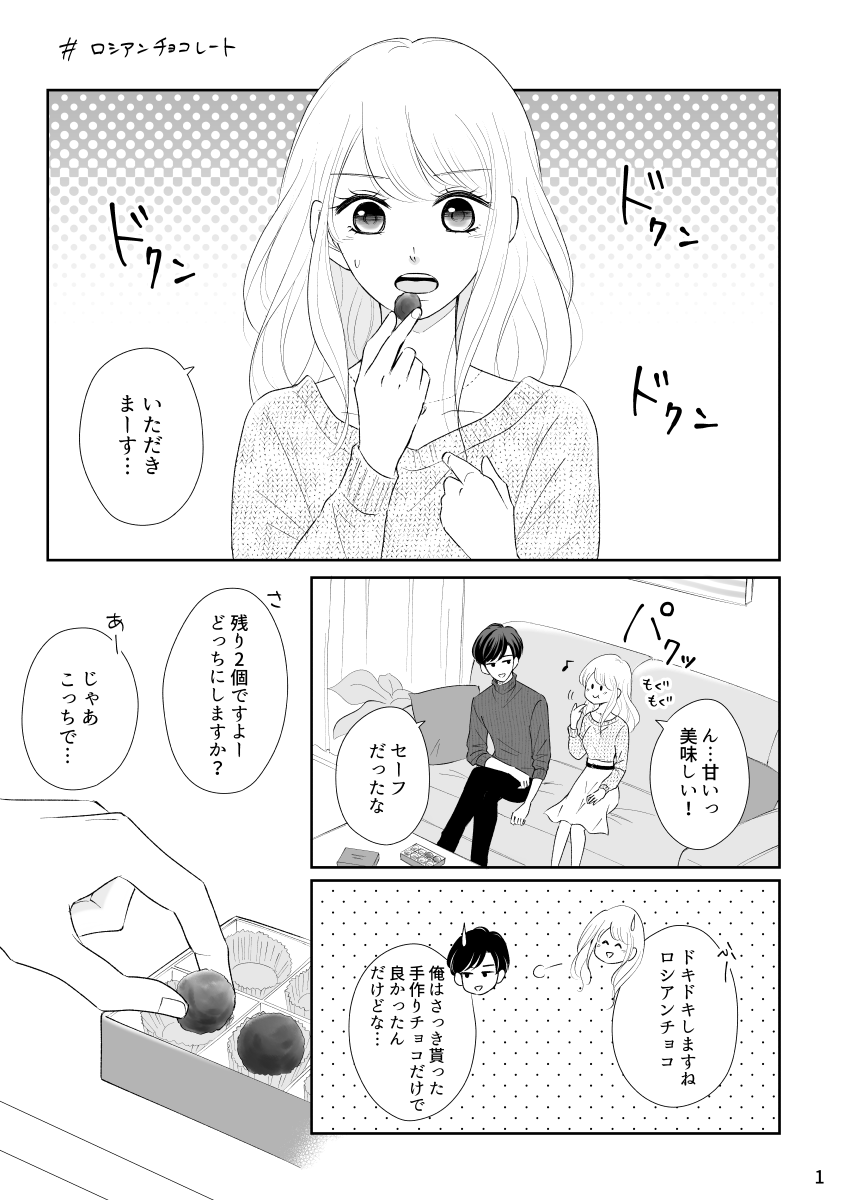 # ロシアンチョコレート
ドクン
ドクン
ドクン
いただき
まーす…
パクッ
もぐ
もぐ
ん…甘いっ
美味しい！
♪
セーフ
だったな
ふー
ドキドキしますね
ロシアンチョコ
俺はさっき貰った
手作りチョコだけで
良かったん
だけどな…
さ
残り2個ですよー
どっちにしますか？
あー
じゃあ
こっちで…
1